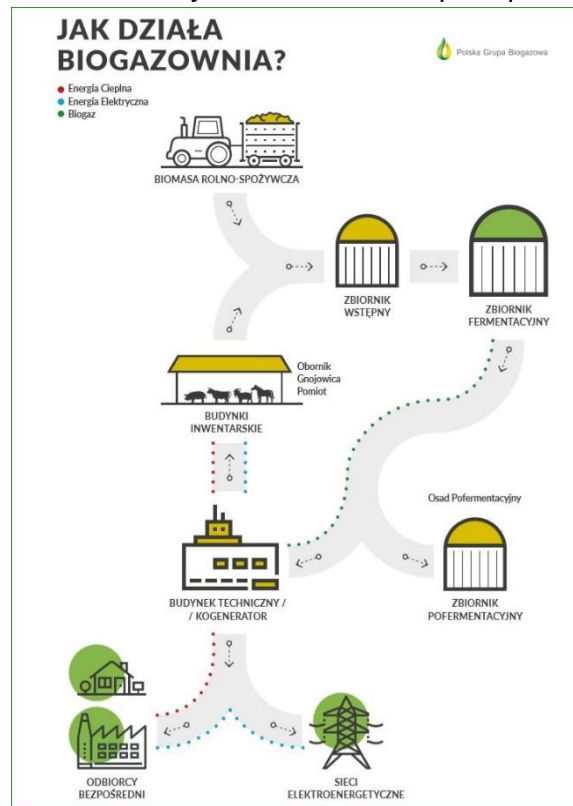 JAK DZIAŁA
BIOGAZOWNIA?
Polska Grupa Biogazowa
Energia Cieplna
Energia Elektryczna
Biogaz
BIOMASA ROLNO-SPOŻYWCZA
ZBIORNIK
WSTĘPNY
ZBIORNIK
FERMENTACYJNY
Obornik
Gnojowica
Pomiot
BUDYNKI
INWENTARSKIE
Osad Pofermentacyjny
BUDYNEK TECHNICZNY /
/ KOGENERATOR
ZBIORNIK
POFERMENTACYJNY
ODBIORCY
BEZPOŚREDNI
SIECI
ELEKTROENERGETYCZNE